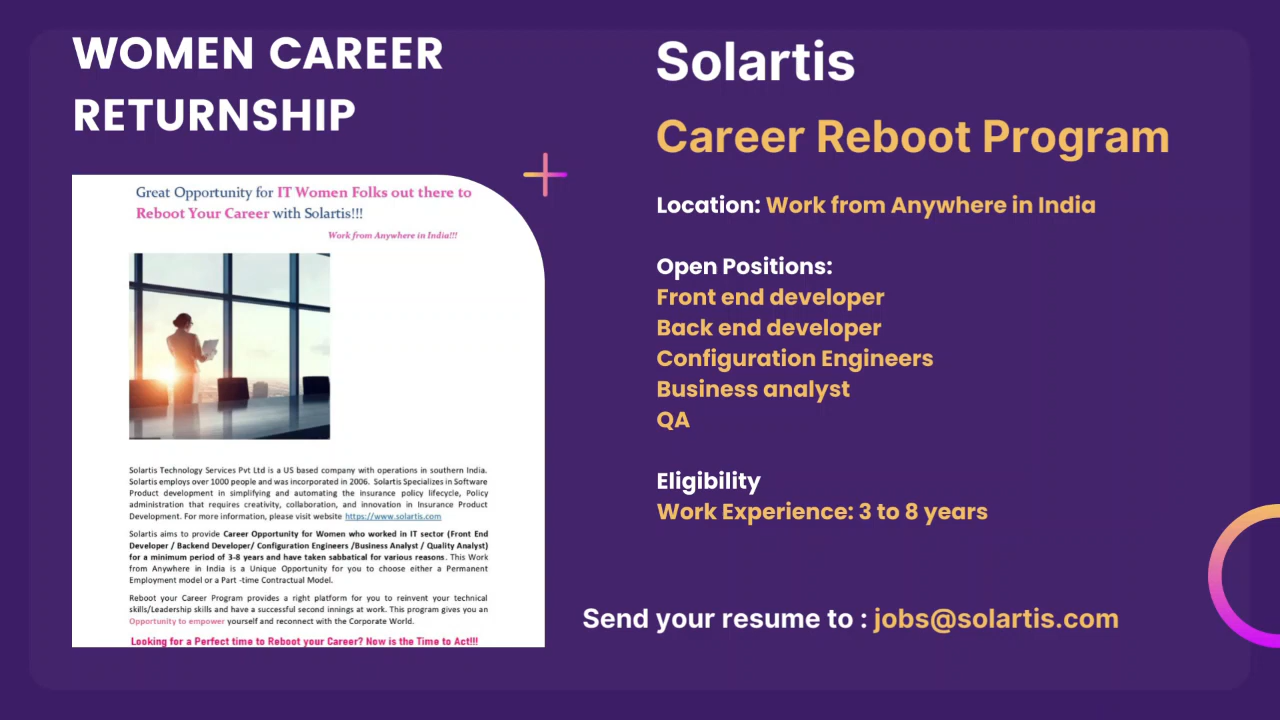 WOMEN CAREER
RETURNSHIP
Great Opportunity for IT Women Folks out there to
Reboot Your Career with Solartis!!!
Work from Anywhere in India!!!
Solartis Technology Services Pvt Ltd is a US based company with operations in southern India.
Solartis employs over 1000 people and was incorporated in 2006. Solartis Specializes in Software
Product development in simplifying and automating the insurance policy lifecycle, Policy
administration that requires creativity, collaboration, and innovation in Insurance Product
Development. For more information, please visit website https://www.solartis.com
Solartis aims to provide Career Opportunity for Women who worked in IT sector (Front End
Developer / Backend Developer/ Configuration Engineers /Business Analyst / Quality Analyst)
for a minimum period of 3-8 years and have taken sabbatical for various reasons. This Work
from Anywhere in India is a Unique Opportunity for you to choose either a Permanent
Employment model or a Part -time Contractual Model.
Reboot your Career Program provides a right platform for you to reinvent your technical
skills/Leadership skills and have a successful second innings at work. This program gives you an
Opportunity to empower yourself and reconnect with the Corporate World.
Looking for a Perfect time to Reboot your Career? Now is the Time to Act!!!
Solartis
Career Reboot Program
Location: Work from Anywhere in India
Open Positions:
Front end developer
Back end developer
Configuration Engineers
Business analyst
QA
Eligibility
Work Experience: 3 to 8 years
Send your resume to : jobs@solartis.com